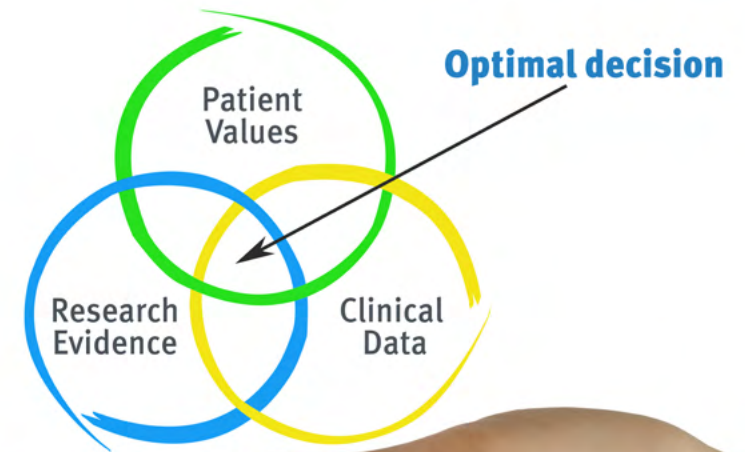 Patient
Values
Optimal decision
Research
Evidence
Clinical
Data